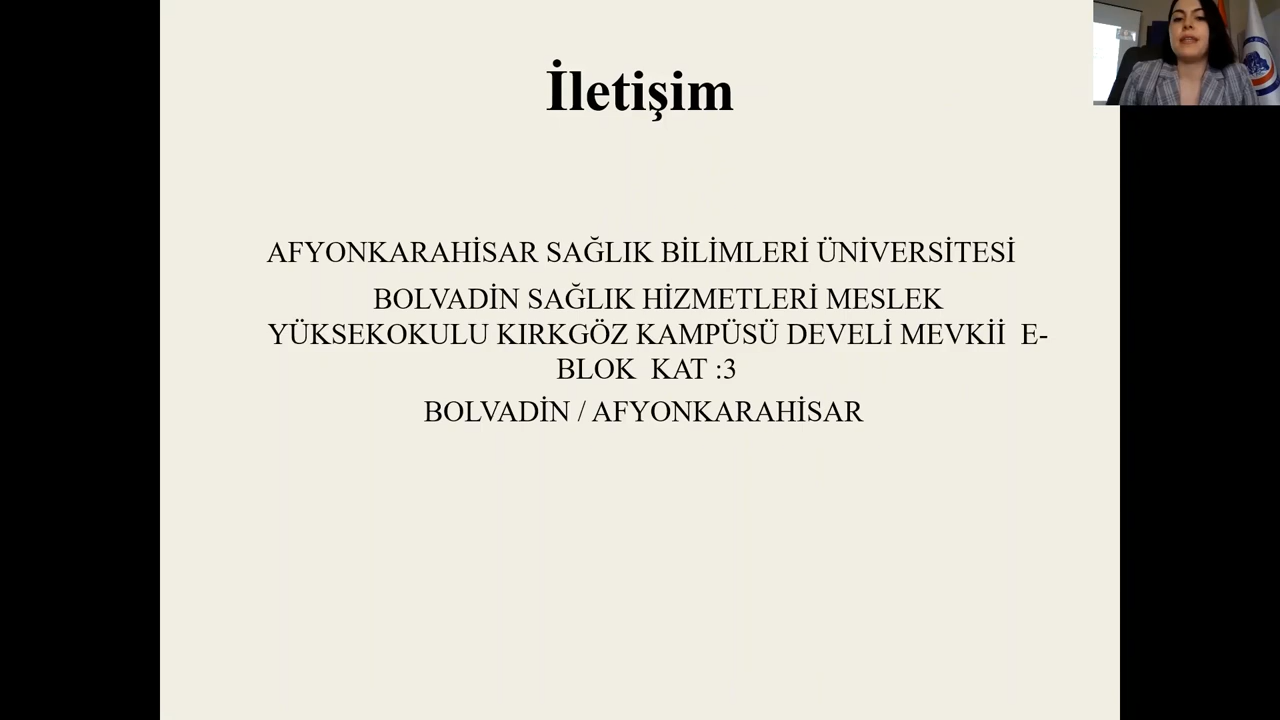 İletişim
AFYONKARAHİSAR SAĞLIK BİLİMLERİ ÜNİVERSİTESİ
BOLVADİN SAĞLIK HİZMETLERİ MESLEK
YÜKSEKOKULU KIRKGÖZ KAMPÜSÜ DEVELİ MEVKİİ  E-
BLOK  KAT :3
BOLVADİN / AFYONKARAHİSAR